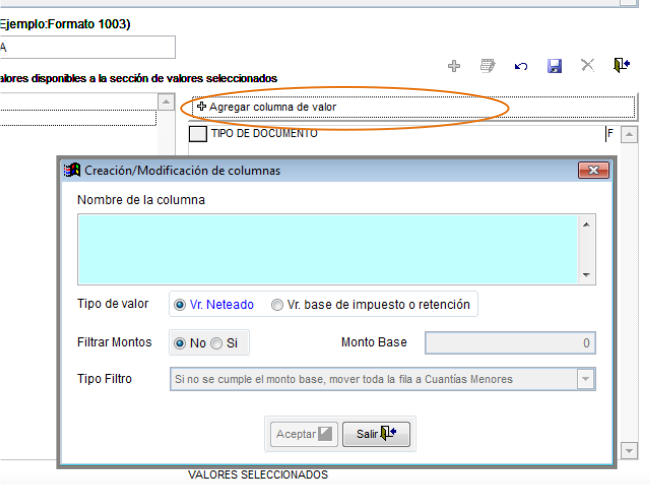 Ejemplo:Formato 1003)
A
alores disponibles a la sección de valores seleccionados
Agregar columna de valor
TIPO DE DOCUMENTO F
Creación/Modificación de columnas
Nombre de la columna
Tipo de valor Vr. Neteado Vr. base de impuesto o retención
Filtrar Montos No Si Monto Base 0
Tipo Filtro Si no se cumple el monto base, mover toda la fila a Cuantías Menores
Aceptar Salir
VALORES SELECCIONADOS